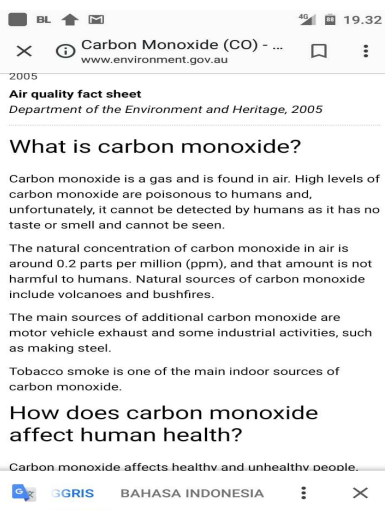 BL 4G 88 19.32
Carbon Monoxide (CO) - ...
www.environment.gov.au
2005
Air quality fact sheet
Department of the Environment and Heritage, 2005
What is carbon monoxide?
Carbon monoxide is a gas and is found in air. High levels of
carbon monoxide are poisonous to humans and,
unfortunately, it cannot be detected by humans as it has no
taste or smell and cannot be seen.
The natural concentration of carbon monoxide in air is
around 0.2 parts per million (ppm), and that amount is not
harmful to humans. Natural sources of carbon monoxide
include volcanoes and bushfires.
The main sources of additional carbon monoxide are
motor vehicle exhaust and some industrial activities, such
as making steel.
Tobacco smoke is one of the main indoor sources of
carbon monoxide.
How does carbon monoxide
affect human health?
Carbon monoxide affects healthy and unhealthy people.
GGRIS BAHASA INDONESIA